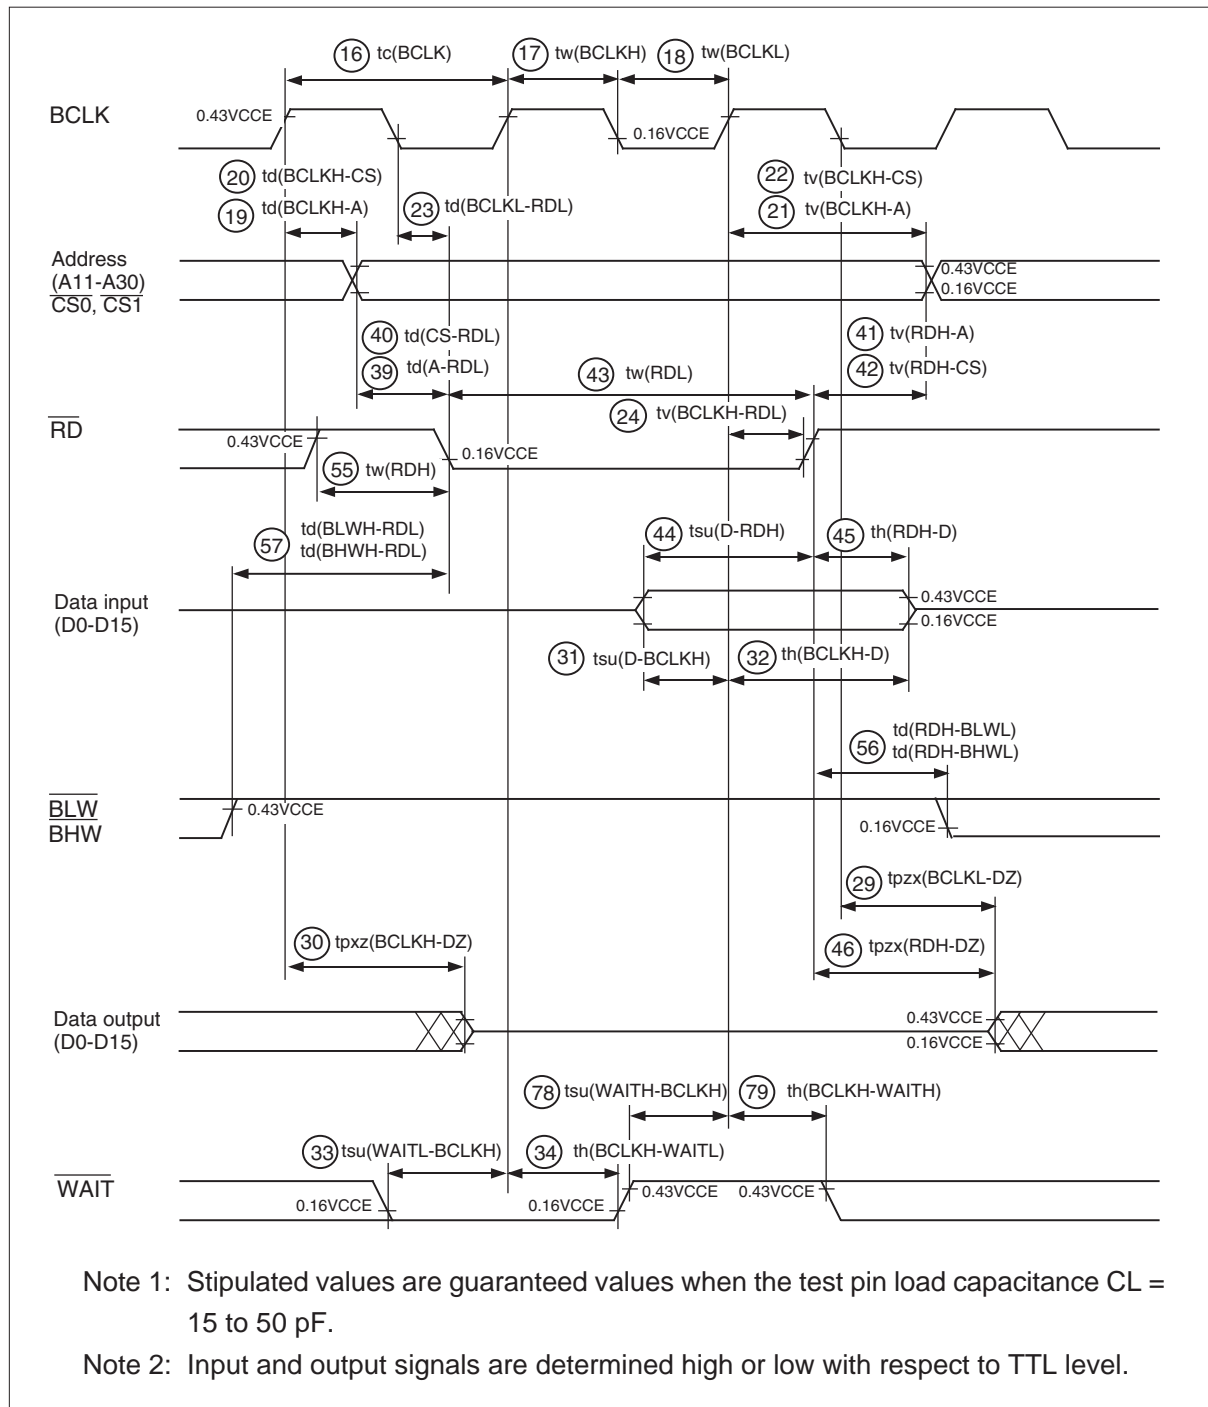 16 tc(BCLK)
17 tw(BCLKH)
18 tw(BCLKL)
BCLK
0.43VCCE
0.16VCCE
20 td(BCLKH-CS)
19 td(BCLKH-A)
23 td(BCLKL-RDL)
22 tv(BCLKH-CS)
21 tv(BCLKH-A)
Address
(A11-A30)
CS0, CS1
0.43VCCE
0.16VCCE
40 td(CS-RDL)
39 td(A-RDL)
43 tw(RDL)
41 tv(RDH-A)
42 tv(RDH-CS)
24 tv(BCLKH-RDL)
RD
0.43VCCE
0.16VCCE
55 tw(RDH)
57 td(BLWH-RDL)
td(BHWH-RDL)
44 tsu(D-RDH)
45 th(RDH-D)
Data input
(D0-D15)
0.43VCCE
0.16VCCE
31 tsu(D-BCLKH)
32 th(BCLKH-D)
56 td(RDH-BLWL)
td(RDH-BHWL)
BLW
BHW
0.43VCCE
0.16VCCE
29 tpzx(BCLKL-DZ)
30 tpxz(BCLKH-DZ)
46 tpzx(RDH-DZ)
Data output
(D0-D15)
0.43VCCE
0.16VCCE
78 tsu(WAITH-BCLKH)
79 th(BCLKH-WAITH)
33 tsu(WAITL-BCLKH)
34 th(BCLKH-WAITL)
WAIT
0.16VCCE
0.16VCCE
0.43VCCE
0.43VCCE
Note 1: Stipulated values are guaranteed values when the test pin load capacitance CL =
15 to 50 pF.
Note 2: Input and output signals are determined high or low with respect to TTL level.